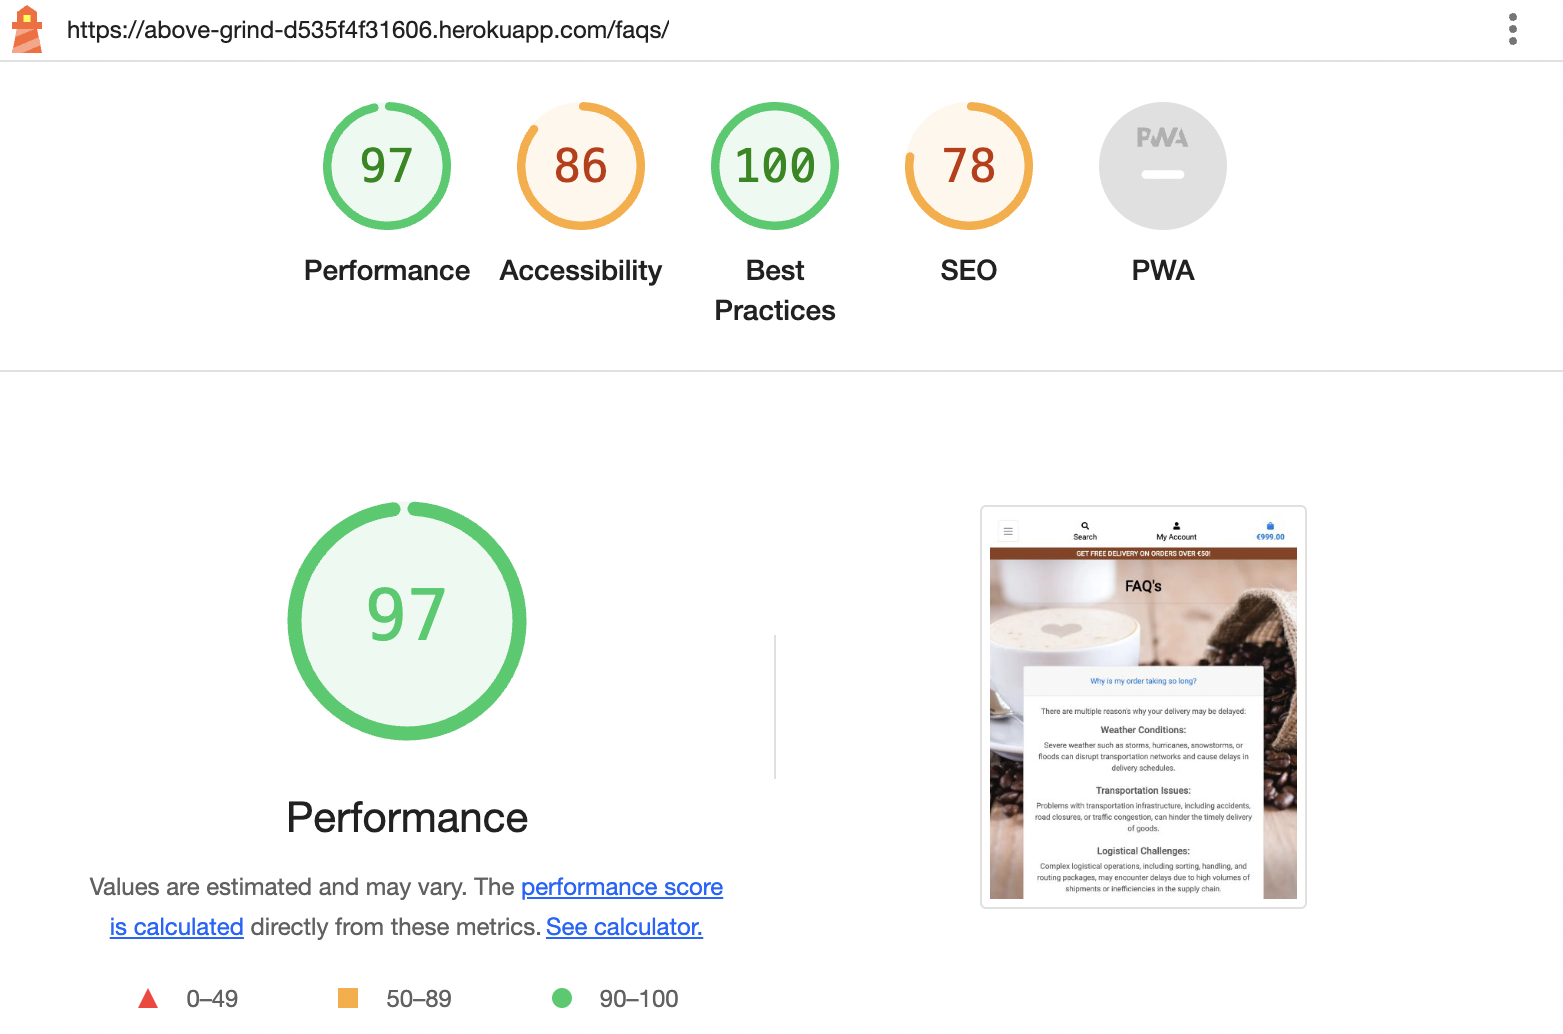 https://above-grind-d535f4f31606.herokuapp.com/faqs/
97
86
100
78
PWA
Performance
Accessibility
Best
Practices
SEO
PWA
97
Performance
Values are estimated and may vary. The performance score
is calculated directly from these metrics. See calculator.
0–49
50–89
90–100
Search
My Account
€999.00
GET FREE DELIVERY ON ORDERS OVER €50!
FAQ's
Why is my order taking so long?
There are multiple reason's why your delivery may be delayed:
Weather Conditions:
Severe weather such as storms, hurricanes, snowstorms, or
floods can disrupt transportation networks and cause delays in
delivery schedules.
Transportation Issues:
Problems with transportation infrastructure, including accidents,
road closures, or traffic congestion, can hinder the timely delivery
of goods.
Logistical Challenges:
Complex logistical operations, including sorting, handling, and
routing packages, may encounter delays due to high volumes of
shipments or inefficiencies in the supply chain.